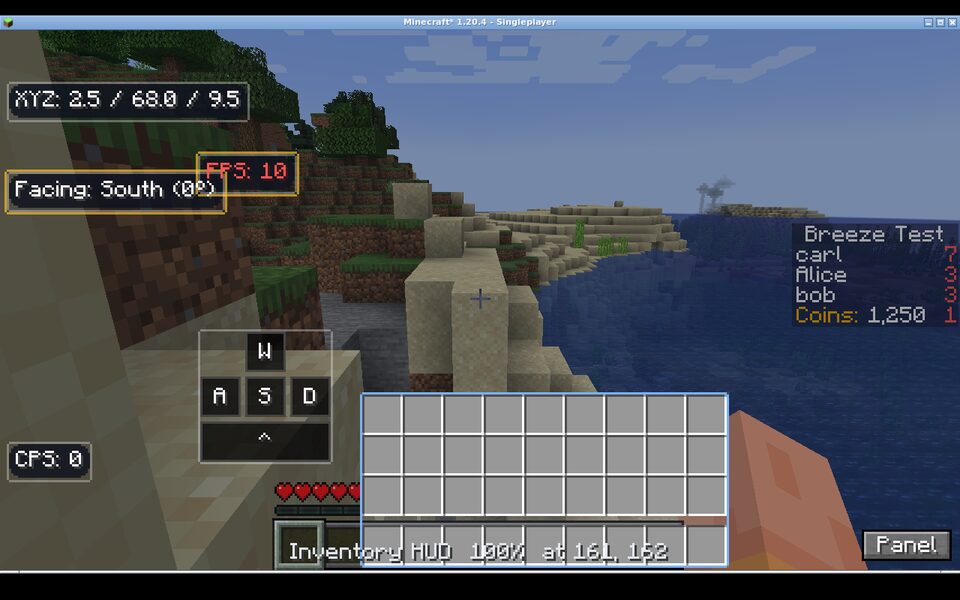 Minecraft* 1.20.4 - Singleplayer
XYZ: 2.5 / 68.0 / 9.5
FPS: 10
Facing: South (0°)
Breeze Test
carl 7
Alice 3
bob 3
Coins: 1,250 1
W
A S D
^
CPS: 0
Inventory HUD 100% at 161, 162
Panel